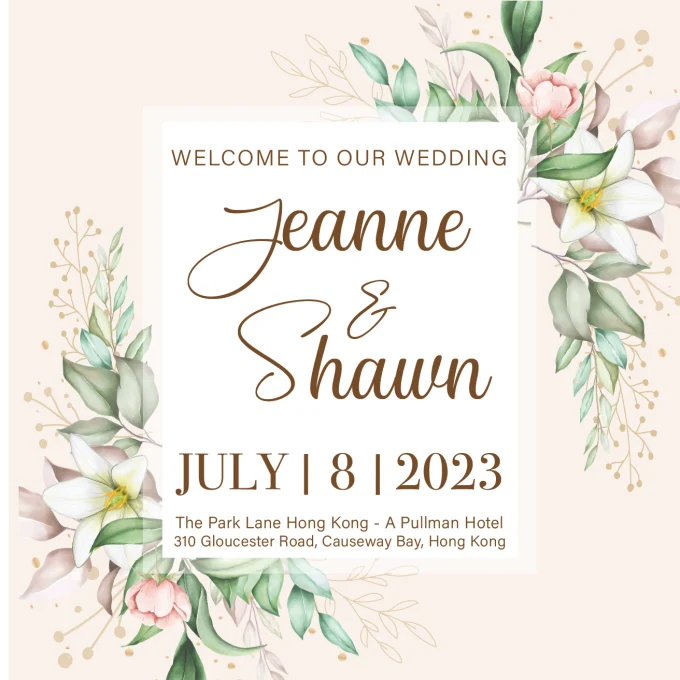 WELCOME TO OUR WEDDING
Jeanne
&
Shawn
JULY | 8 | 2023
The Park Lane Hong Kong - A Pullman Hotel
310 Gloucester Road, Causeway Bay, Hong Kong